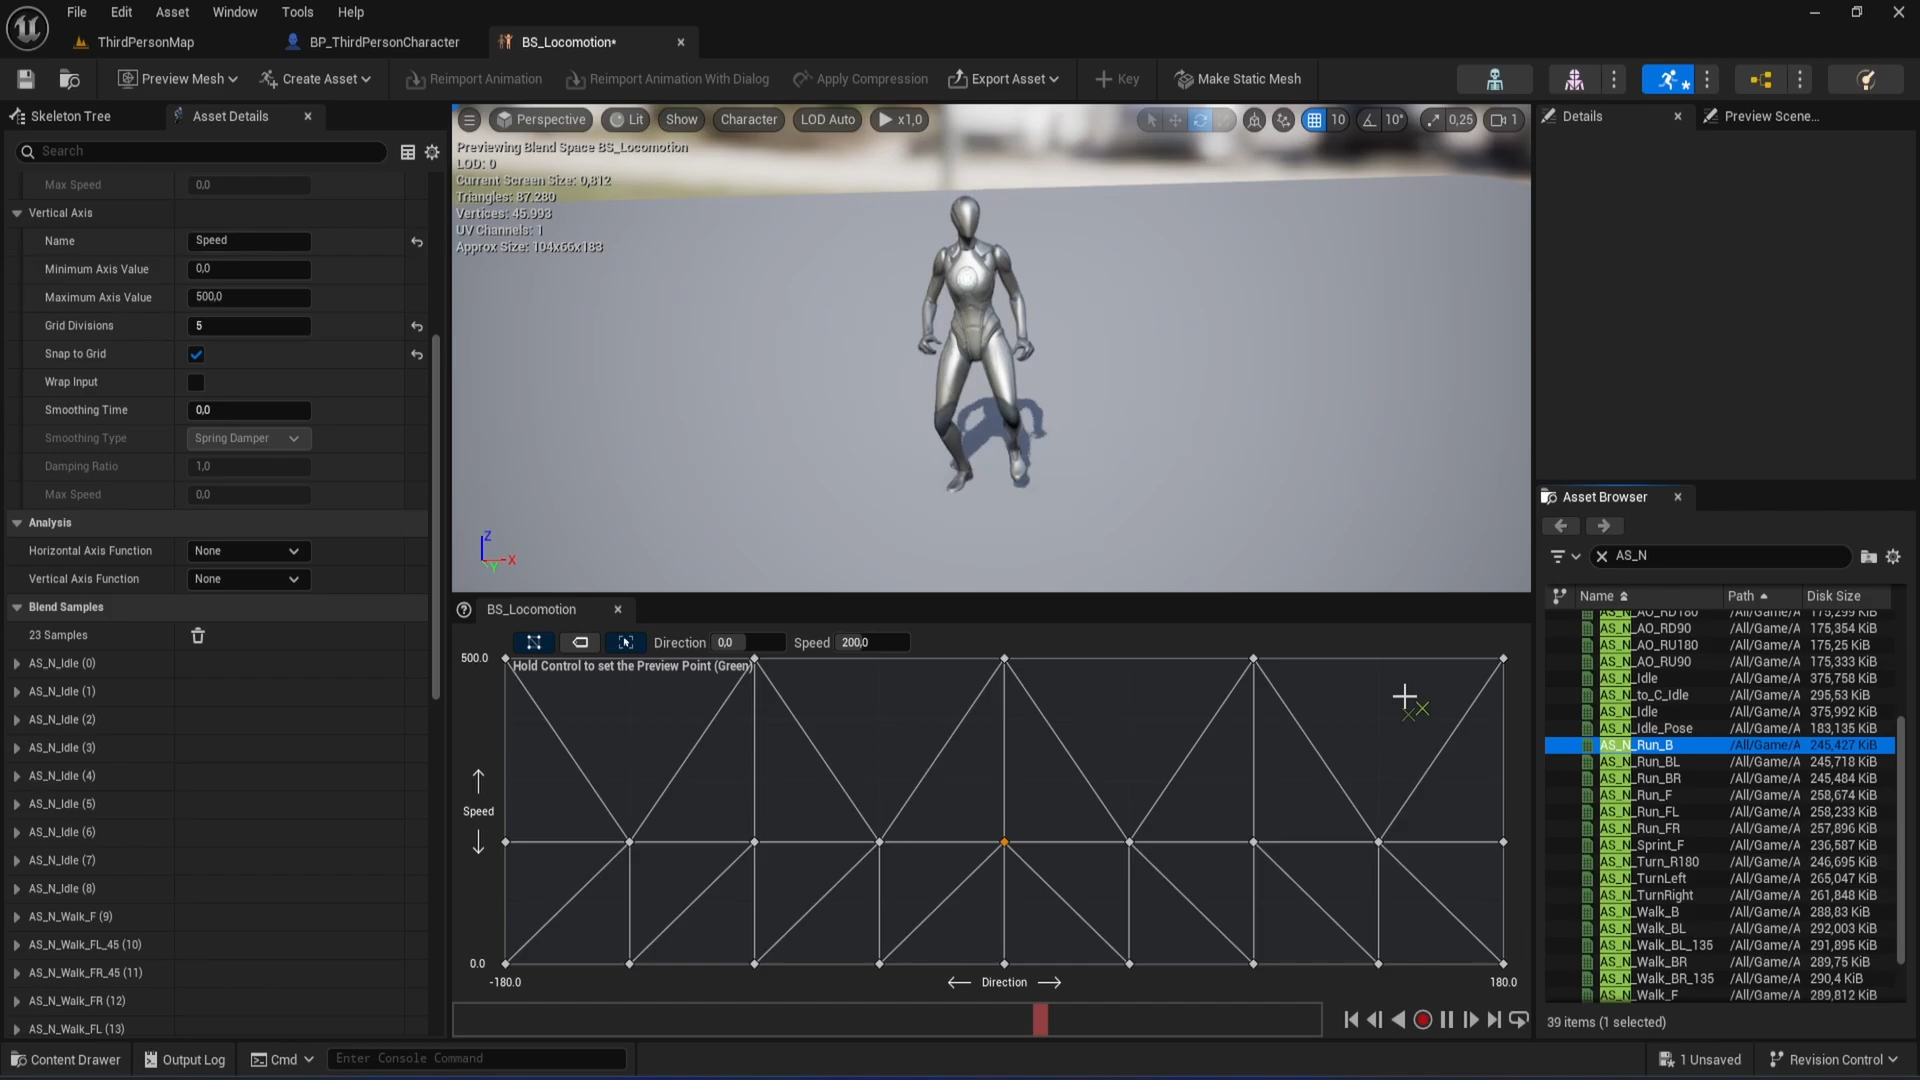 File Edit Asset Window Tools Help
ThirdPersonMap BP_ThirdPersonCharacter BS_Locomotion*
Preview Mesh Create Asset Reimport Animation Reimport Animation With Dialog Apply Compression Export Asset Key Make Static Mesh
Skeleton Tree Asset Details
Search
Max Speed 0,0
Vertical Axis
Name Speed
Minimum Axis Value 0,0
Maximum Axis Value 500,0
Grid Divisions 5
Snap to Grid
Wrap Input
Smoothing Time 0,0
Smoothing Type Spring Damper
Damping Ratio 1,0
Max Speed 0,0
Analysis
Horizontal Axis Function None
Vertical Axis Function None
Blend Samples
23 Samples
AS_N_Idle (0)
AS_N_Idle (1)
AS_N_Idle (2)
AS_N_Idle (3)
AS_N_Idle (4)
AS_N_Idle (5)
AS_N_Idle (6)
AS_N_Idle (7)
AS_N_Idle (8)
AS_N_Walk_F (9)
AS_N_Walk_FL_45 (10)
AS_N_Walk_FR_45 (11)
AS_N_Walk_FR (12)
AS_N_Walk_FL (13)
Perspective Lit Show Character LOD Auto x1,0 10 10° 0,25 1
Previewing Blend Space BS_Locomotion
LOD: 0
Current Screen Size: 0,812
Triangles: 87.280
Vertices: 45.993
UV Channels: 1
Approx Size: 104x66x183
Z
X
Y
BS_Locomotion
Direction 0,0 Speed 200,0
500.0 Hold Control to set the Preview Point (Green)
Speed
0.0
-180.0 Direction 180.0
Details Preview Scene...
Asset Browser
AS_N
Name Path Disk Size
AS_N_AO_RD180 /All/Game/A 175,299 KiB
AS_N_AO_RD90 /All/Game/A 175,354 KiB
AS_N_AO_RU180 /All/Game/A 175,25 KiB
AS_N_AO_RU90 /All/Game/A 175,333 KiB
AS_N_Idle /All/Game/A 375,758 KiB
AS_N_to_C_Idle /All/Game/A 295,53 KiB
AS_N_Idle /All/Game/A 375,992 KiB
AS_N_Idle_Pose /All/Game/A 183,135 KiB
AS_N_Run_B /All/Game/A 245,427 KiB
AS_N_Run_BL /All/Game/A 245,718 KiB
AS_N_Run_BR /All/Game/A 245,484 KiB
AS_N_Run_F /All/Game/A 258,674 KiB
AS_N_Run_FL /All/Game/A 258,233 KiB
AS_N_Run_FR /All/Game/A 257,896 KiB
AS_N_Sprint_F /All/Game/A 236,587 KiB
AS_N_Turn_R180 /All/Game/A 246,695 KiB
AS_N_TurnLeft /All/Game/A 265,047 KiB
AS_N_TurnRight /All/Game/A 261,848 KiB
AS_N_Walk_B /All/Game/A 288,83 KiB
AS_N_Walk_BL /All/Game/A 292,003 KiB
AS_N_Walk_BL_135 /All/Game/A 291,895 KiB
AS_N_Walk_BR /All/Game/A 289,75 KiB
AS_N_Walk_BR_135 /All/Game/A 290,4 KiB
AS_N_Walk_F /All/Game/A 289,812 KiB
39 items (1 selected)
Content Drawer Output Log Cmd Enter Console Command 1 Unsaved Revision Control